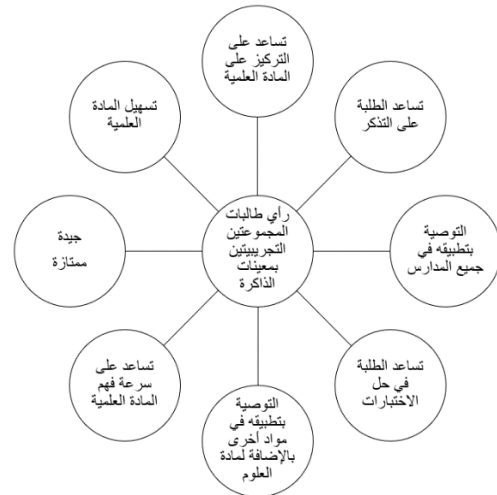 تساعد على
التركيز على
المادة العلمية
تساعد الطلبة
على التذكر
التوصية
بتطبيقه في
جميع المدارس
تساعد الطلبة
في حل
الاختبارات
التوصية
بتطبيقه في
مواد أخرى
بالإضافة لمادة
العلوم
تساعد على
سرعة فهم
المادة العلمية
جيدة
ممتازة
تسهيل المادة
العلمية
رأي طالبات
المجموعتين
التجريبيتين
بمعينات
الذاكرة